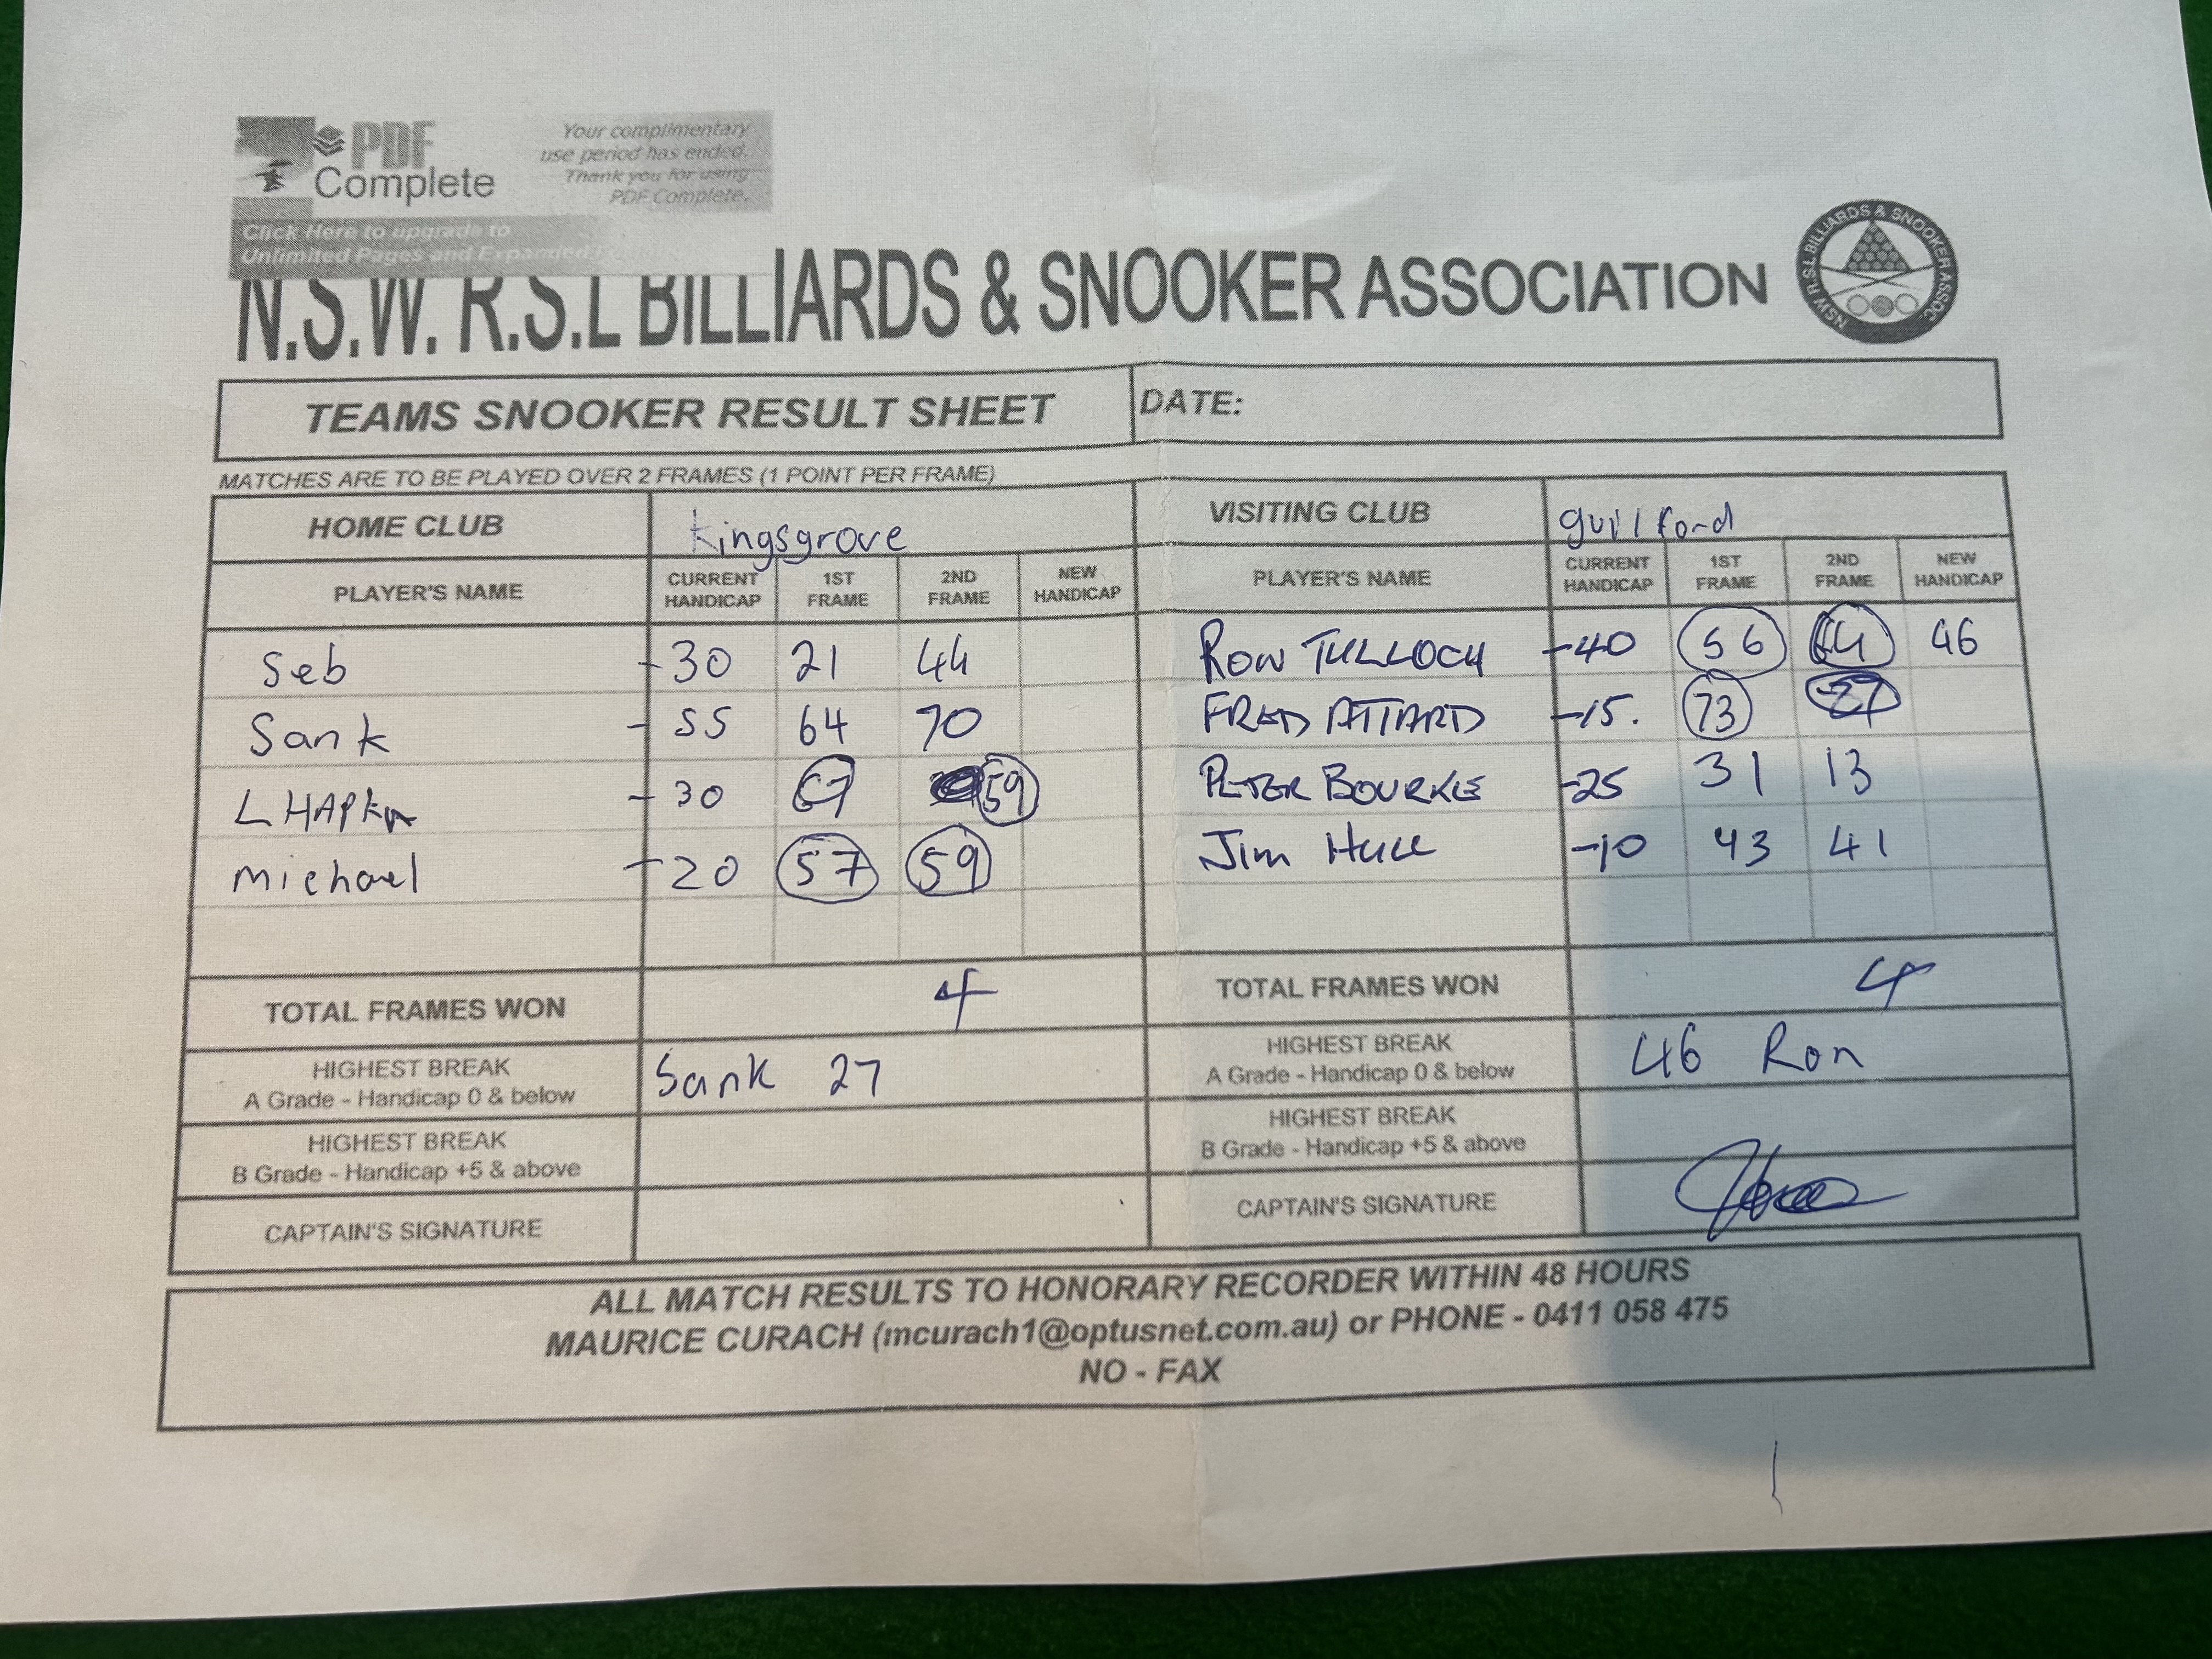 PDF
Complete
Your complimentary
use period has ended.
Thank you for using
PDF Complete.
Click Here to upgrade to
Unlimited Pages and Expanded
N.S.W. R.S.L BILLIARDS & SNOOKER ASSOCIATION
NSW R.S.L BILLIARDS & SNOOKER ASSOC.
TEAMS SNOOKER RESULT SHEET DATE:
MATCHES ARE TO BE PLAYED OVER 2 FRAMES (1 POINT PER FRAME)
HOME CLUB Kingsgrove VISITING CLUB guilford
PLAYER'S NAME CURRENT HANDICAP 1ST FRAME 2ND FRAME NEW HANDICAP PLAYER'S NAME CURRENT HANDICAP 1ST FRAME 2ND FRAME NEW HANDICAP
Seb -30 21 44 RON TULLOCH -40 56 46
Sank -55 64 70 FRED ATTARD -15. 73
LHAPKA -30 67 59 PETER BOURKE -25 31 13
michael -20 57 59 Jim Hull -10 43 41
TOTAL FRAMES WON 4 TOTAL FRAMES WON 4
HIGHEST BREAK
A Grade - Handicap 0 & below Sank 27 HIGHEST BREAK
A Grade - Handicap 0 & below 46 Ron
HIGHEST BREAK
B Grade - Handicap +5 & above HIGHEST BREAK
B Grade - Handicap +5 & above
CAPTAIN'S SIGNATURE CAPTAIN'S SIGNATURE
ALL MATCH RESULTS TO HONORARY RECORDER WITHIN 48 HOURS
MAURICE CURACH (mcurach1@optusnet.com.au) or PHONE - 0411 058 475
NO - FAX